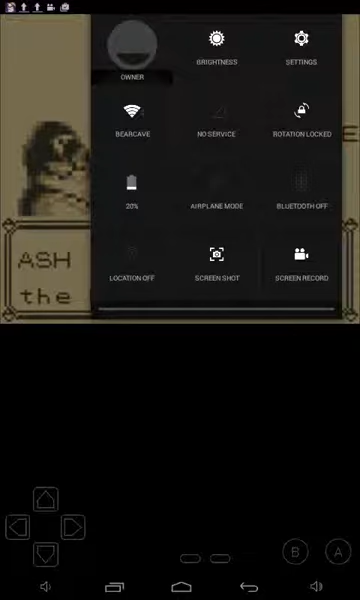 OWNER
BRIGHTNESS
SETTINGS
BEARCAVE
NO SERVICE
ROTATION LOCKED
20%
AIRPLANE MODE
BLUETOOTH OFF
LOCATION OFF
SCREEN SHOT
SCREEN RECORD
E
ASH
the
B
A